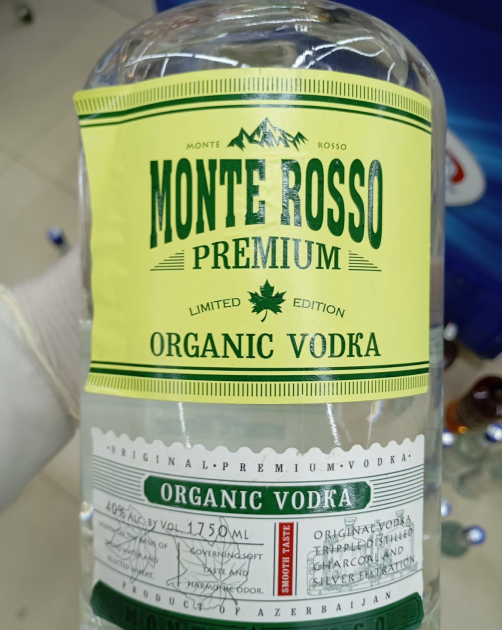 MONTE ROSSO
MONTE ROSSO
PREMIUM
LIMITED EDITION
ORGANIC VODKA
·ORIGINAL·PREMIUM·VODKA·
ORGANIC VODKA
40% ALC. BY VOL. 1.750 ML
GOVERNING SOFT
TASTE AND
HARMONIC ODOR.
SMOOTH TASTE
ORIGINAL VODKA
TRIPPLE DISTILLED
CHARCOAL AND
SILVER FILTRATION
PRODUCT OF AZERBAIJAN